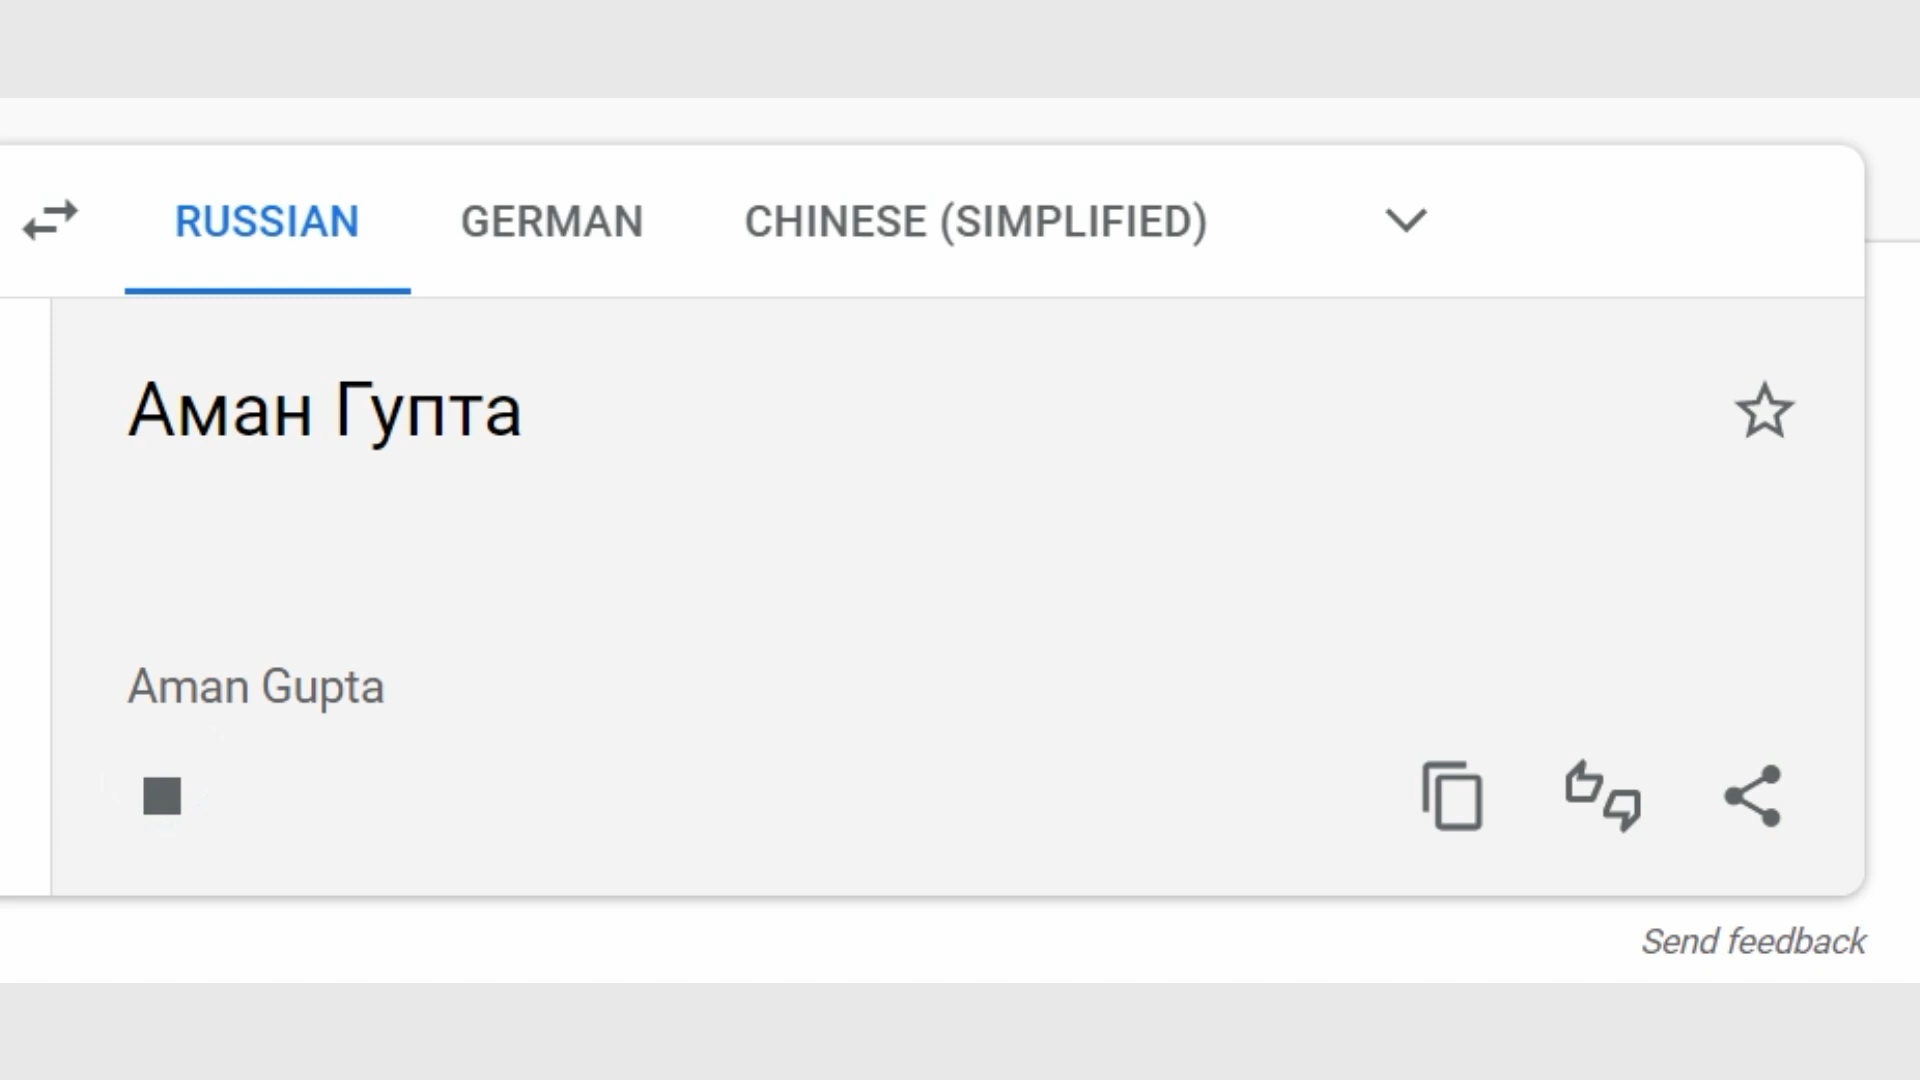 RUSSIAN GERMAN CHINESE (SIMPLIFIED)
Аман Гупта
Aman Gupta
Send feedback